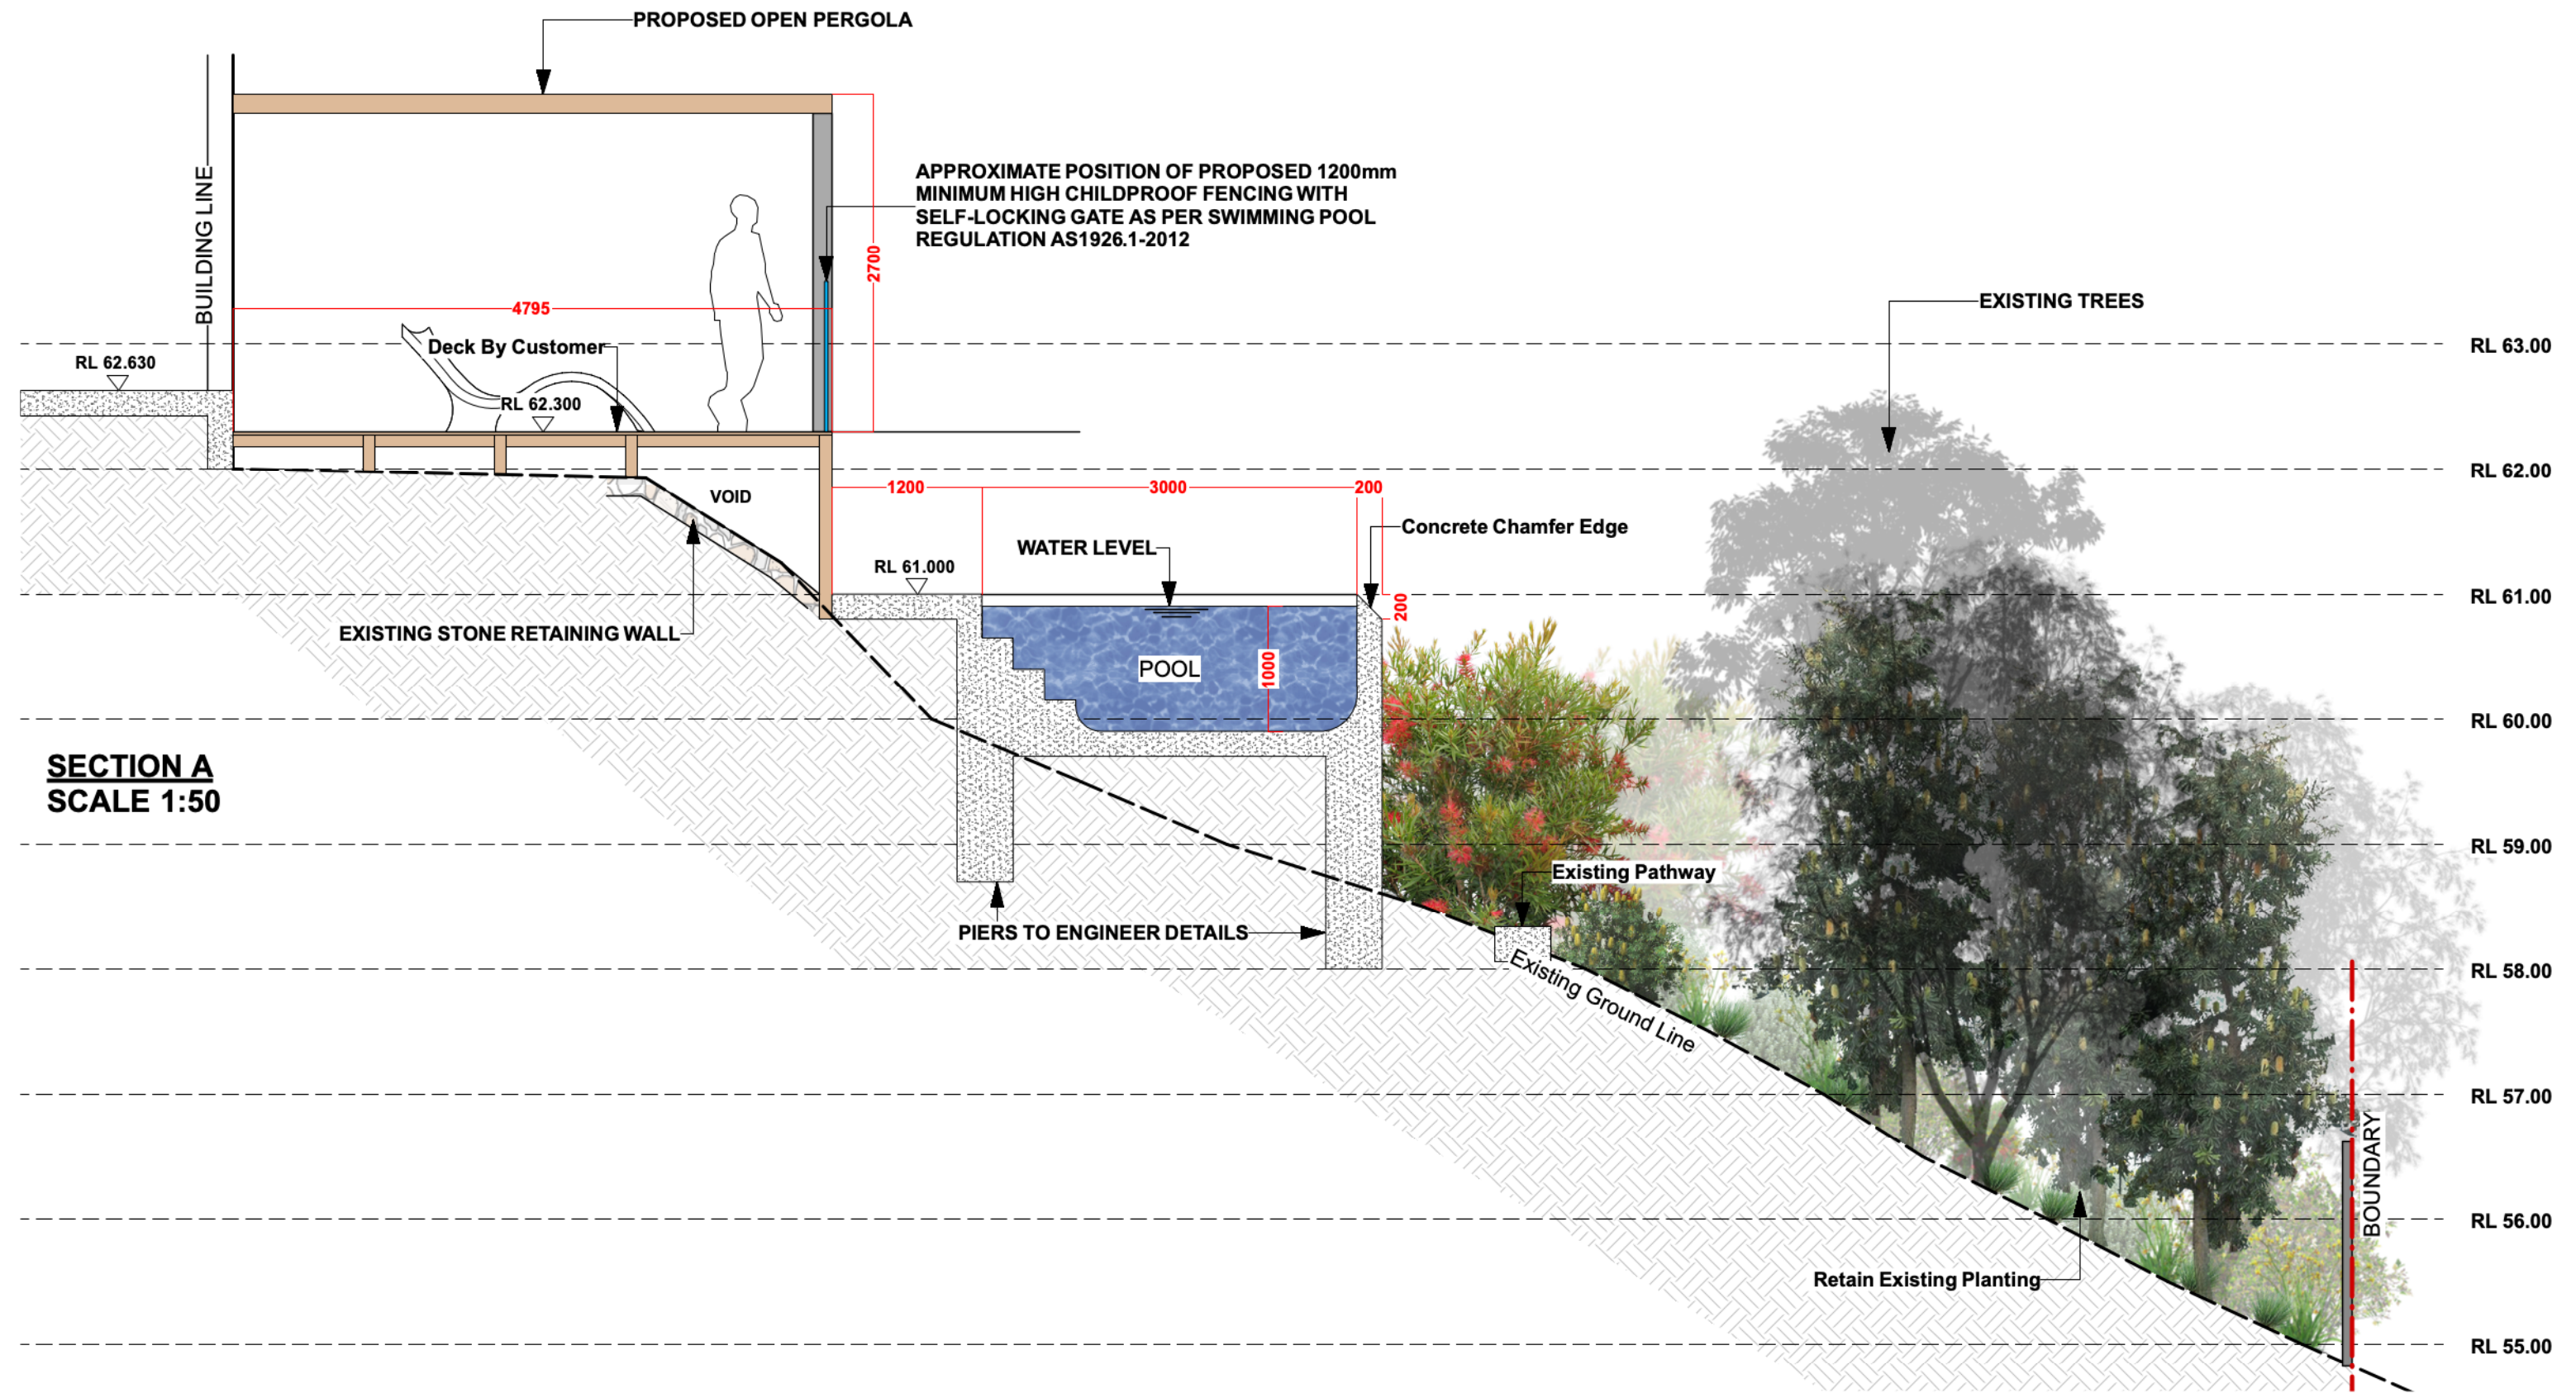 PROPOSED OPEN PERGOLA
BUILDING LINE
APPROXIMATE POSITION OF PROPOSED 1200mm
MINIMUM HIGH CHILDPROOF FENCING WITH
SELF-LOCKING GATE AS PER SWIMMING POOL
REGULATION AS1926.1-2012
2700
4795
EXISTING TREES
Deck By Customer
RL 63.00
RL 62.630
RL 62.300
RL 62.00
VOID
1200
3000
200
Concrete Chamfer Edge
WATER LEVEL
RL 61.000
RL 61.00
200
EXISTING STONE RETAINING WALL
POOL
1000
RL 60.00
SECTION A
SCALE 1:50
RL 59.00
Existing Pathway
PIERS TO ENGINEER DETAILS
RL 58.00
Existing Ground Line
RL 57.00
BOUNDARY
RL 56.00
Retain Existing Planting
RL 55.00